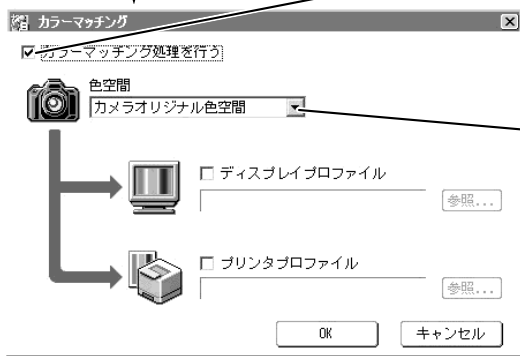 カラーマッチング
カラーマッチング処理を行う
色空間
カメラオリジナル色空間
ディスプレイプロファイル
参照...
プリンタプロファイル
参照...
OK
キャンセル